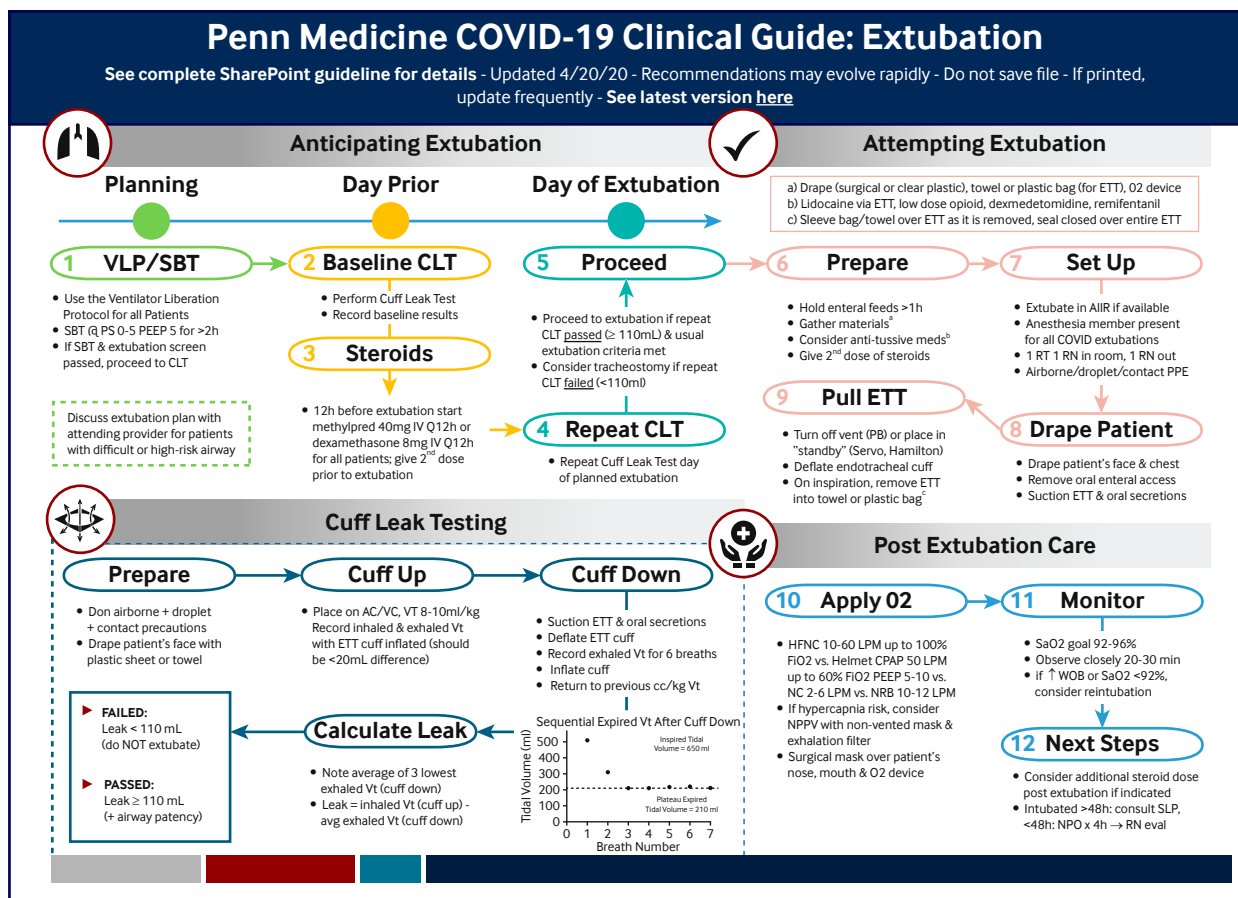 Penn Medicine COVID-19 Clinical Guide: Extubation
See complete SharePoint guideline for details - Updated 4/20/20 - Recommendations may evolve rapidly - Do not save file - If printed,
update frequently - See latest version here
Anticipating Extubation
Planning
Day Prior
Day of Extubation
1 VLP/SBT
• Use the Ventilator Liberation
Protocol for all Patients
• SBT @ PS 0-5 PEEP 5 for >2h
• If SBT & extubation screen
passed, proceed to CLT
Discuss extubation plan with
attending provider for patients
with difficult or high-risk airway
2 Baseline CLT
• Perform Cuff Leak Test
• Record baseline results
3 Steroids
• 12h before extubation start
methylpred 40mg IV Q12h or
dexamethasone 8mg IV Q12h
for all patients; give 2nd dose
prior to extubation
5 Proceed
• Proceed to extubation if repeat
CLT passed (≥ 110mL) & usual
extubation criteria met
• Consider tracheostomy if repeat
CLT failed (<110ml)
4 Repeat CLT
• Repeat Cuff Leak Test day
of planned extubation
Attempting Extubation
a) Drape (surgical or clear plastic), towel or plastic bag (for ETT), 02 device
b) Lidocaine via ETT, low dose opioid, dexmedetomidine, remifentanil
c) Sleeve bag/towel over ETT as it is removed, seal closed over entire ETT
6 Prepare
• Hold enteral feeds >1h
• Gather materialsa
• Consider anti-tussive medsb
• Give 2nd dose of steroids
7 Set Up
• Extubate in AIIR if available
• Anesthesia member present
for all COVID extubations
• 1 RT 1 RN in room, 1 RN out
• Airborne/droplet/contact PPE
9 Pull ETT
• Turn off vent (PB) or place in
"standby" (Servo, Hamilton)
• Deflate endotracheal cuff
• On inspiration, remove ETT
into towel or plastic bagc
8 Drape Patient
• Drape patient's face & chest
• Remove oral enteral access
• Suction ETT & oral secretions
Cuff Leak Testing
Prepare
• Don airborne + droplet
+ contact precautions
• Drape patient's face with
plastic sheet or towel
Cuff Up
• Place on AC/VC, VT 8-10ml/kg
Record inhaled & exhaled Vt
with ETT cuff inflated (should
be <20mL difference)
Cuff Down
• Suction ETT & oral secretions
• Deflate ETT cuff
• Record exhaled Vt for 6 breaths
• Inflate cuff
• Return to previous cc/kg Vt
Sequential Expired Vt After Cuff Down
Tidal Volume (ml)
500
400
300
200
100
0
Inspired Tidal
Volume = 650 ml
Plateau Expired
Tidal Volume = 210 ml
0 1 2 3 4 5 6 7
Breath Number
Calculate Leak
• Note average of 3 lowest
exhaled Vt (cuff down)
• Leak = inhaled Vt (cuff up) -
avg exhaled Vt (cuff down)
FAILED:
Leak < 110 mL
(do NOT extubate)
PASSED:
Leak ≥ 110 mL
(+ airway patency)
Post Extubation Care
10 Apply 02
• HFNC 10-60 LPM up to 100%
FiO2 vs. Helmet CPAP 50 LPM
up to 60% FiO2 PEEP 5-10 vs.
NC 2-6 LPM vs. NRB 10-12 LPM
• If hypercapnia risk, consider
NPPV with non-vented mask &
exhalation filter
• Surgical mask over patient's
nose, mouth & O2 device
11 Monitor
• SaO2 goal 92-96%
• Observe closely 20-30 min
• if ↑ WOB or SaO2 <92%,
consider reintubation
12 Next Steps
• Consider additional steroid dose
post extubation if indicated
• Intubated >48h: consult SLP,
<48h: NPO x 4h → RN eval